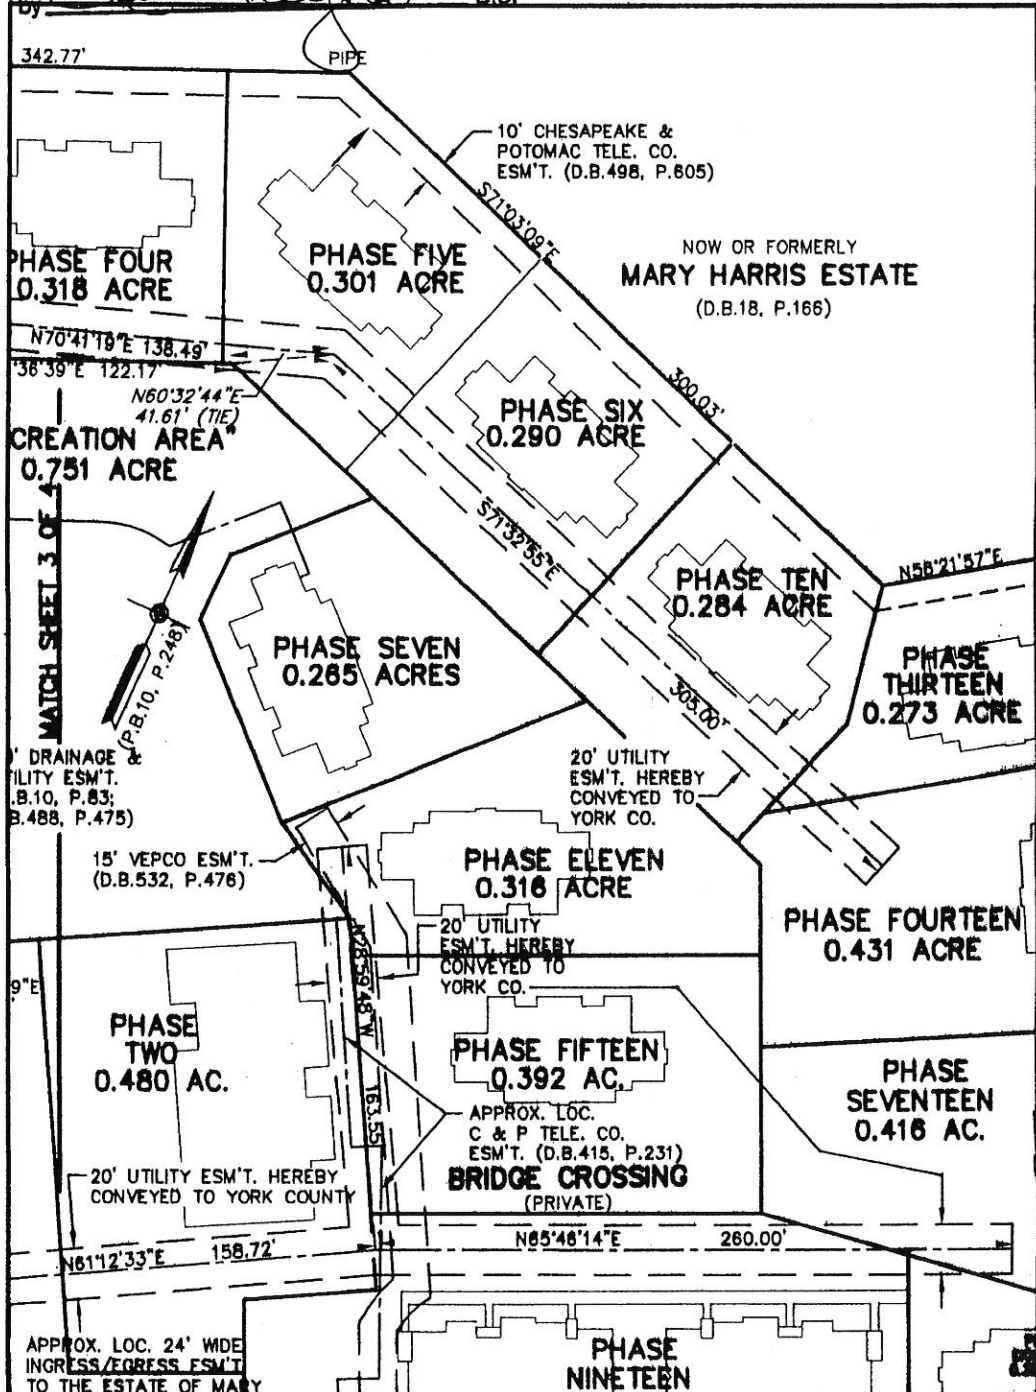 by
342.77'
PIPE
10' CHESAPEAKE &
POTOMAC TELE. CO.
ESM'T. (D.B.498, P.605)
S71°03'09"E
NOW OR FORMERLY
MARY HARRIS ESTATE
(D.B.18, P.166)
PHASE FOUR
0.318 ACRE
PHASE FIVE
0.301 ACRE
N70°41'19"E 138.49'
'36'39"E 122.17'
N60°32'44"E
41.61' (TIE)
300.03'
PHASE SIX
0.290 ACRE
CREATION AREA"
0.751 ACRE
MATCH SHEET 3 OF 4
S71°32'55"E
N56°21'57"E
PHASE TEN
0.284 ACRE
PHASE SEVEN
0.265 ACRES
PHASE
THIRTEEN
0.273 ACRE
(P.B.10, P.248)
305.00'
' DRAINAGE &
ILITY ESM'T.
.B.10, P.83;
B.488, P.475)
20' UTILITY
ESM'T. HEREBY
CONVEYED TO
YORK CO.
15' VEPCO ESM'T.
(D.B.532, P.476)
PHASE ELEVEN
0.316 ACRE
PHASE FOURTEEN
0.431 ACRE
20' UTILITY
ESM'T. HEREBY
CONVEYED TO
YORK CO.
N28°59'48"W
163.55'
9"E
PHASE
TWO
0.480 AC.
PHASE FIFTEEN
0.392 AC.
PHASE
SEVENTEEN
0.416 AC.
APPROX. LOC.
C & P TELE. CO.
ESM'T. (D.B.415, P.231)
20' UTILITY ESM'T. HEREBY
CONVEYED TO YORK COUNTY
BRIDGE CROSSING
(PRIVATE)
N61°12'33"E 158.72'
N65°46'14"E 260.00'
APPROX. LOC. 24' WIDE
INGRESS/EGRESS ESM'T
TO THE ESTATE OF MARY
PHASE
NINETEEN